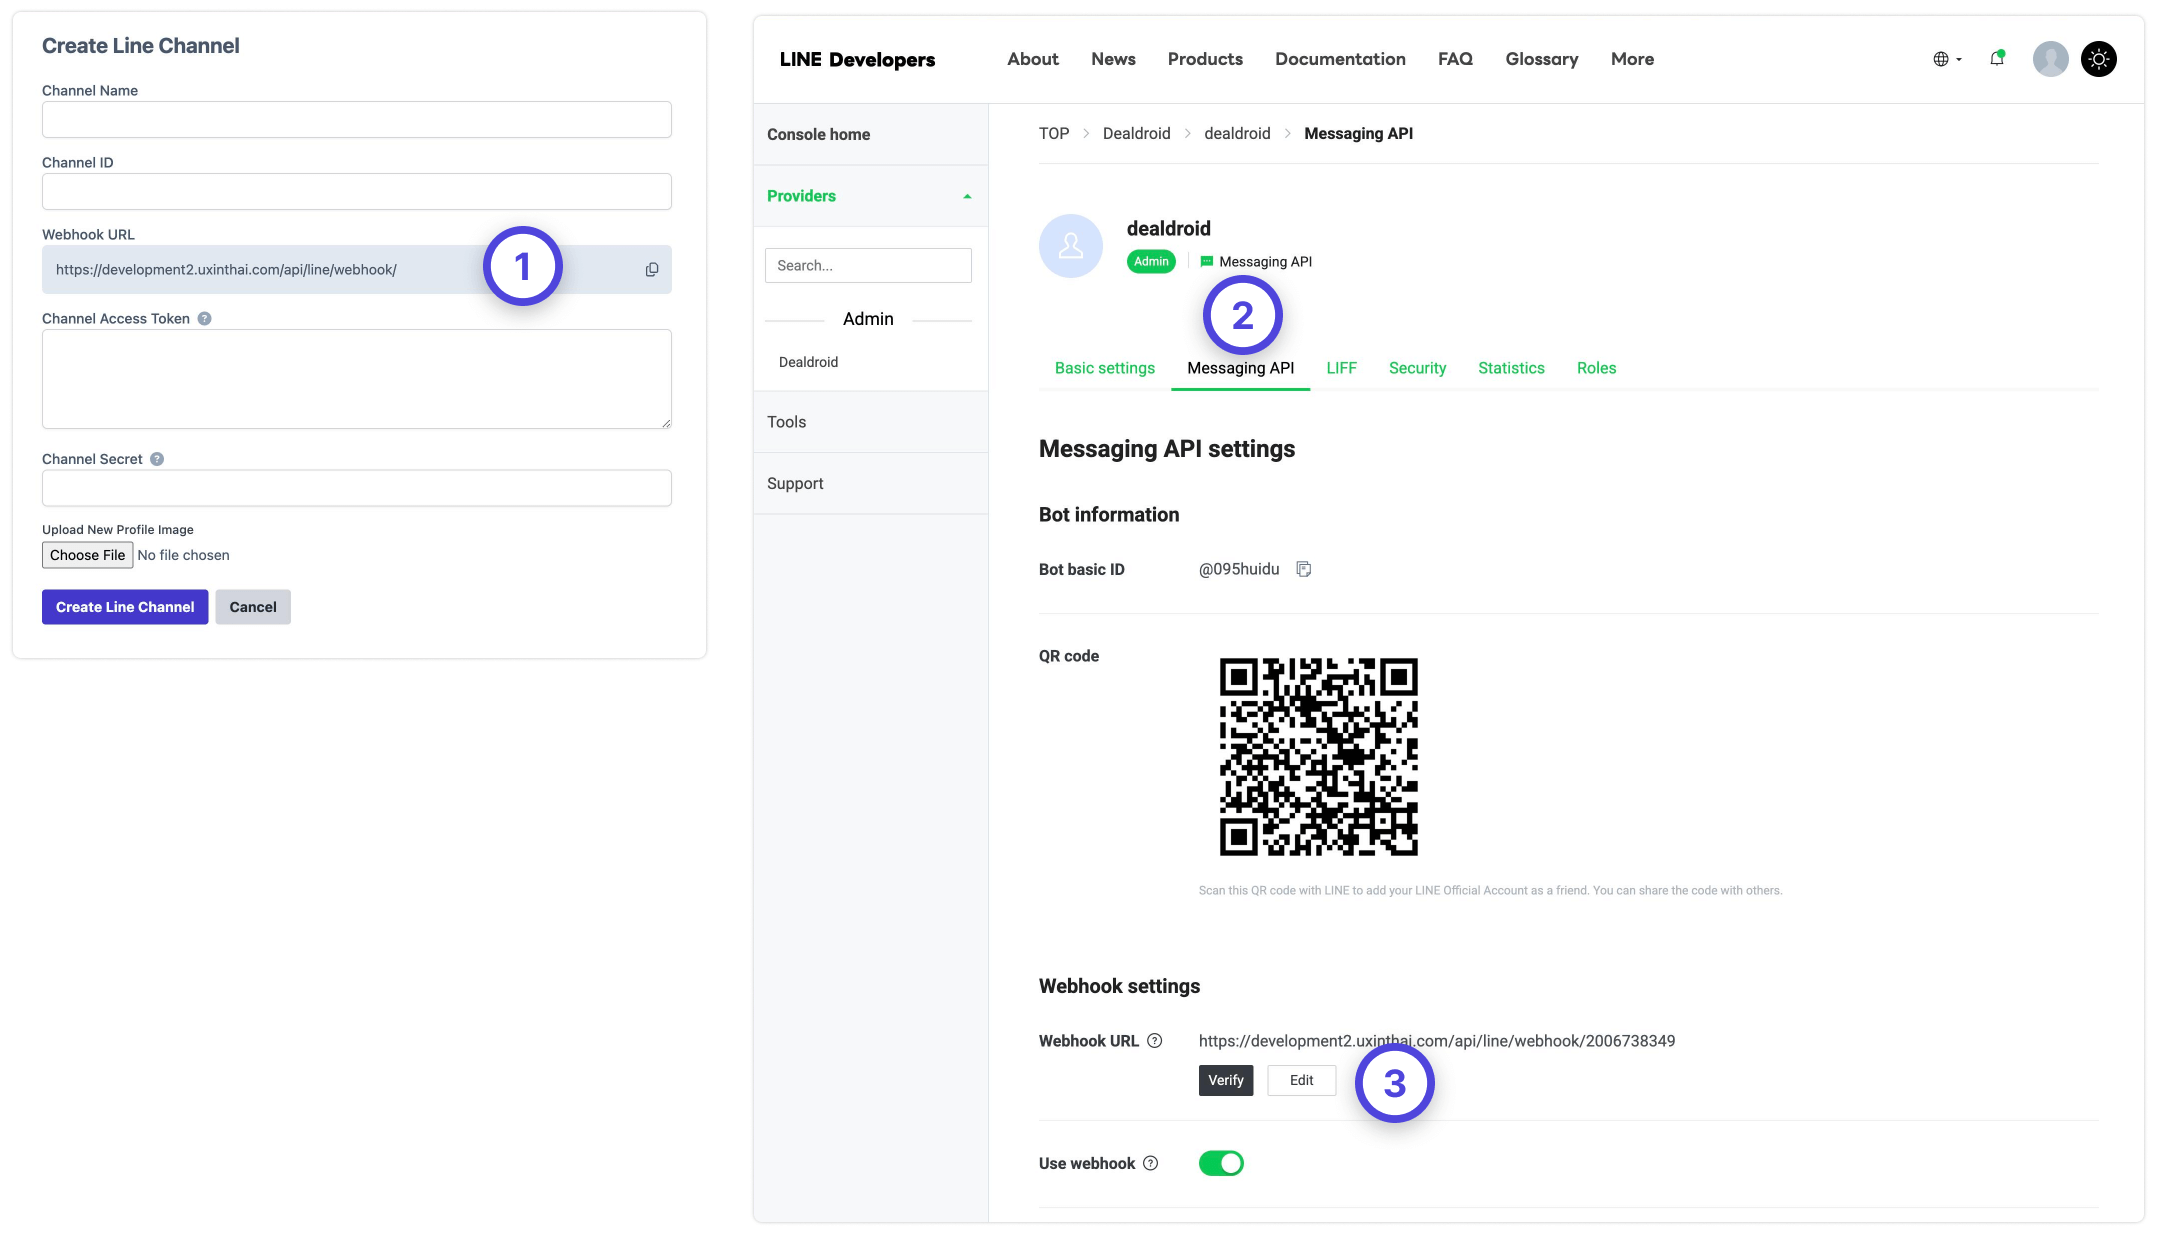 Create Line Channel
Channel Name
Channel ID
Webhook URL
https://development2.uxinthai.com/api/line/webhook/
1
Channel Access Token ?
Channel Secret ?
Upload New Profile Image
Choose File No file chosen
Create Line Channel Cancel
LINE Developers About News Products Documentation FAQ Glossary More
Console home
Providers
Search...
Admin
Dealdroid
Tools
Support
TOP > Dealdroid > dealdroid > Messaging API
dealdroid
Admin Messaging API
2
Basic settings Messaging API LIFF Security Statistics Roles
Messaging API settings
Bot information
Bot basic ID @095huidu
QR code
Scan this QR code with LINE to add your LINE Official Account as a friend. You can share the code with others.
Webhook settings
Webhook URL ? https://development2.uxinthai.com/api/line/webhook/2006738349
Verify Edit
3
Use webhook ?